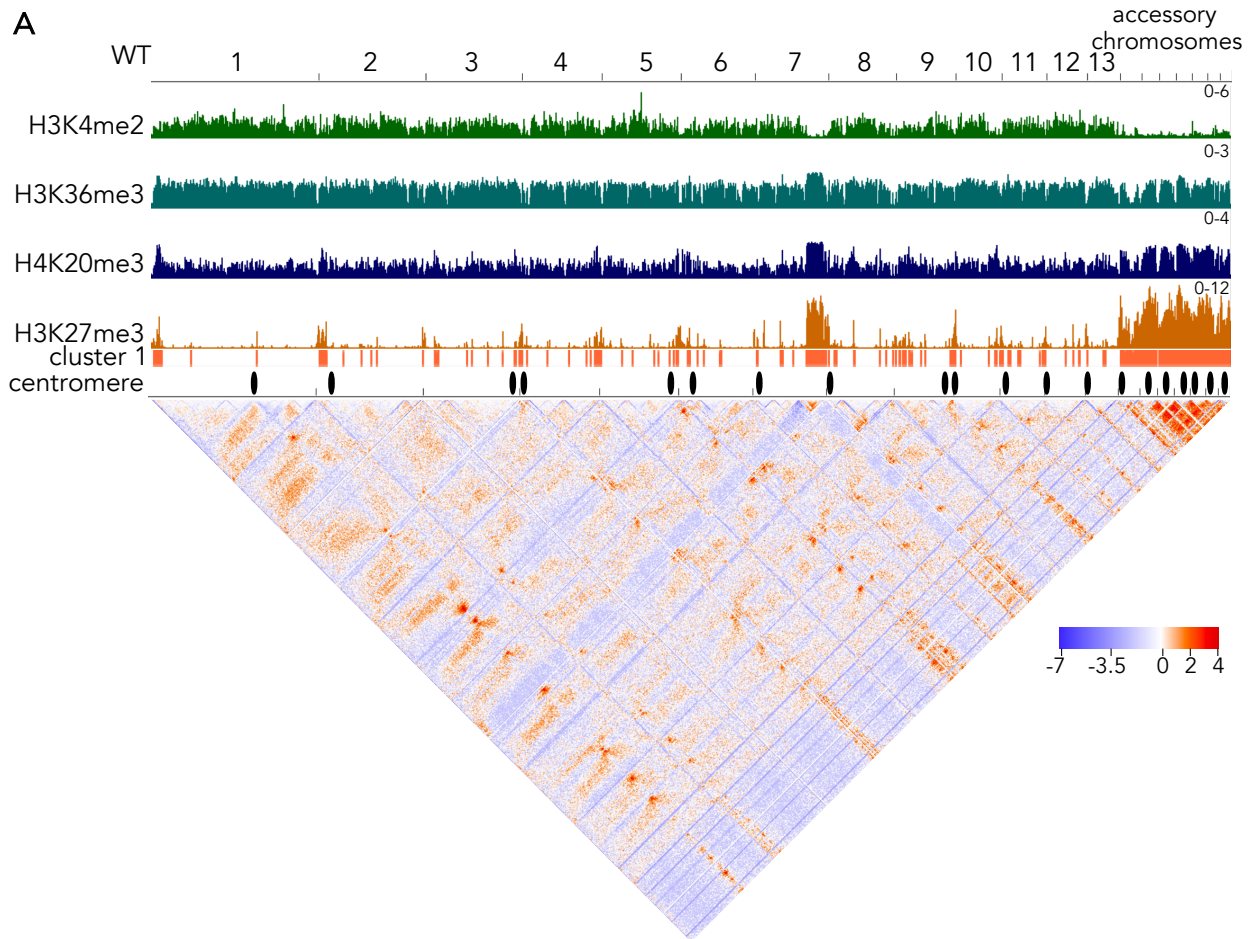 A
accessory
chromosomes
WT 1 2 3 4 5 6 7 8 9 10 11 12 13
0-6
H3K4me2
0-3
H3K36me3
0-4
H4K20me3
0-12
H3K27me3
cluster 1
centromere
-7 -3.5 0 2 4